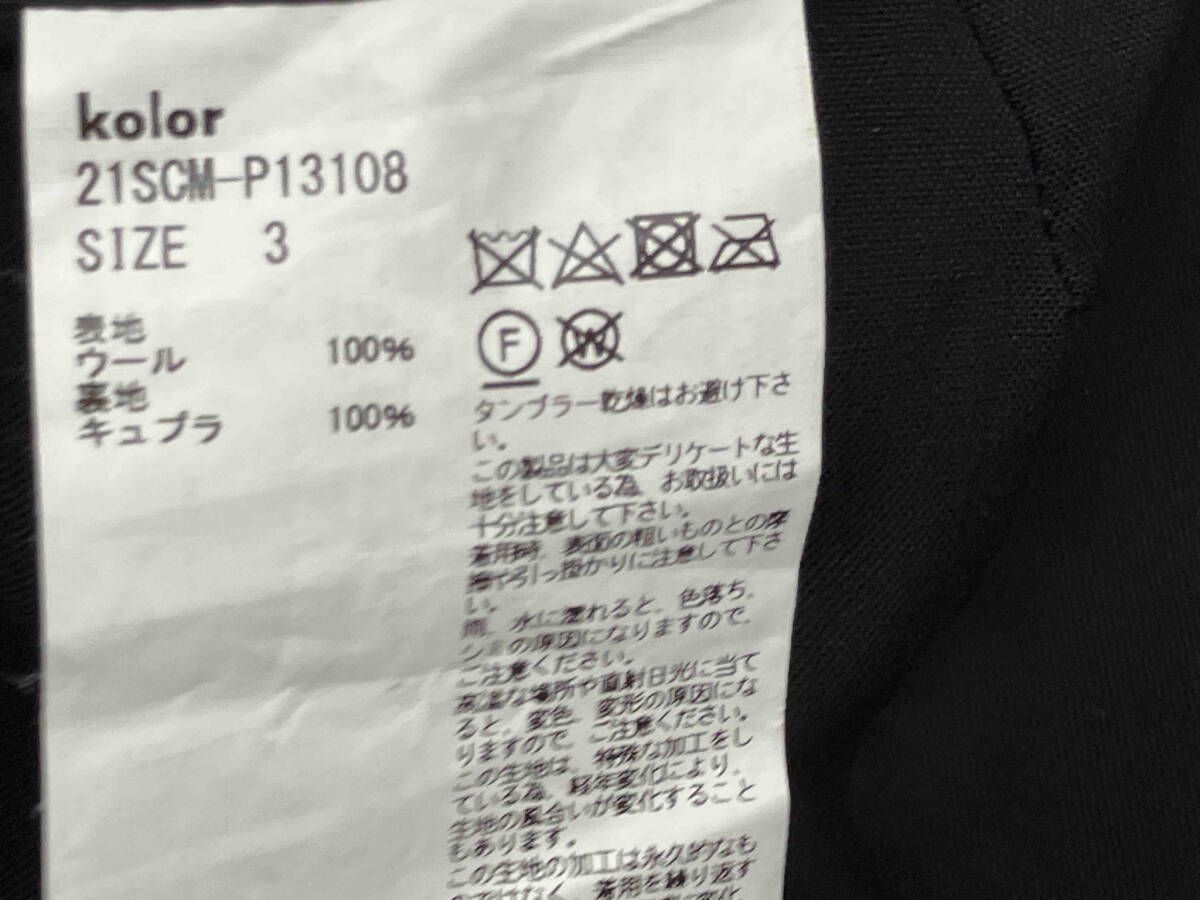 kolor
21SCM-P13108
SIZE 3
表地
ウール 100%
裏地
キュプラ 100%
F
W
タンブラー乾燥はお避け下さ
い。
この製品は大変デリケートな生
地をしている為、お取扱いには
十分注意して下さい。
着用時、表面の粗いものとの摩
擦や引っ掛かりに注意して下さ
い。
雨、水に濡れると、色落ち、
シミの原因になりますので、
ご注意ください。
高温な場所や直射日光に当て
ると、変色、変形の原因にな
りますので、ご注意ください。
この生地は、特殊な加工をし
ている為、経年変化により、
生地の風合いが変化すること
もあります。
この生地の加工は永久的なも
のではなく、着用を繰り返す
変化